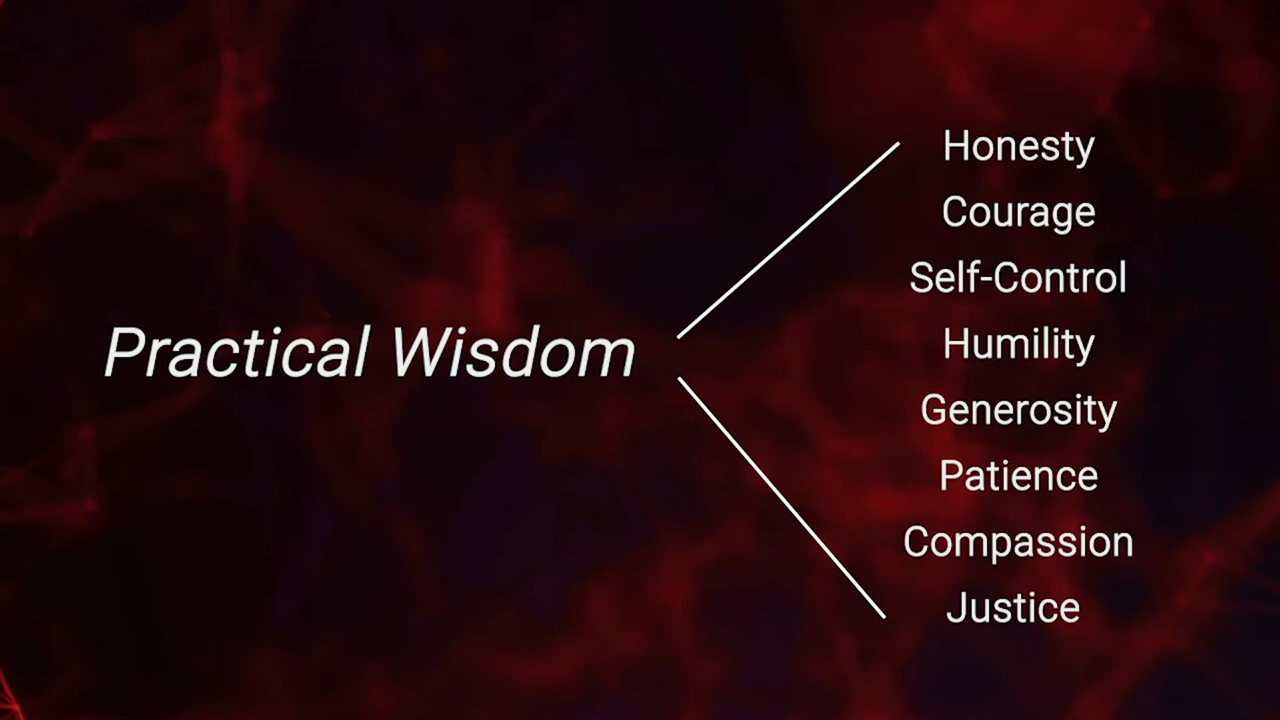 Practical Wisdom
Honesty
Courage
Self-Control
Humility
Generosity
Patience
Compassion
Justice